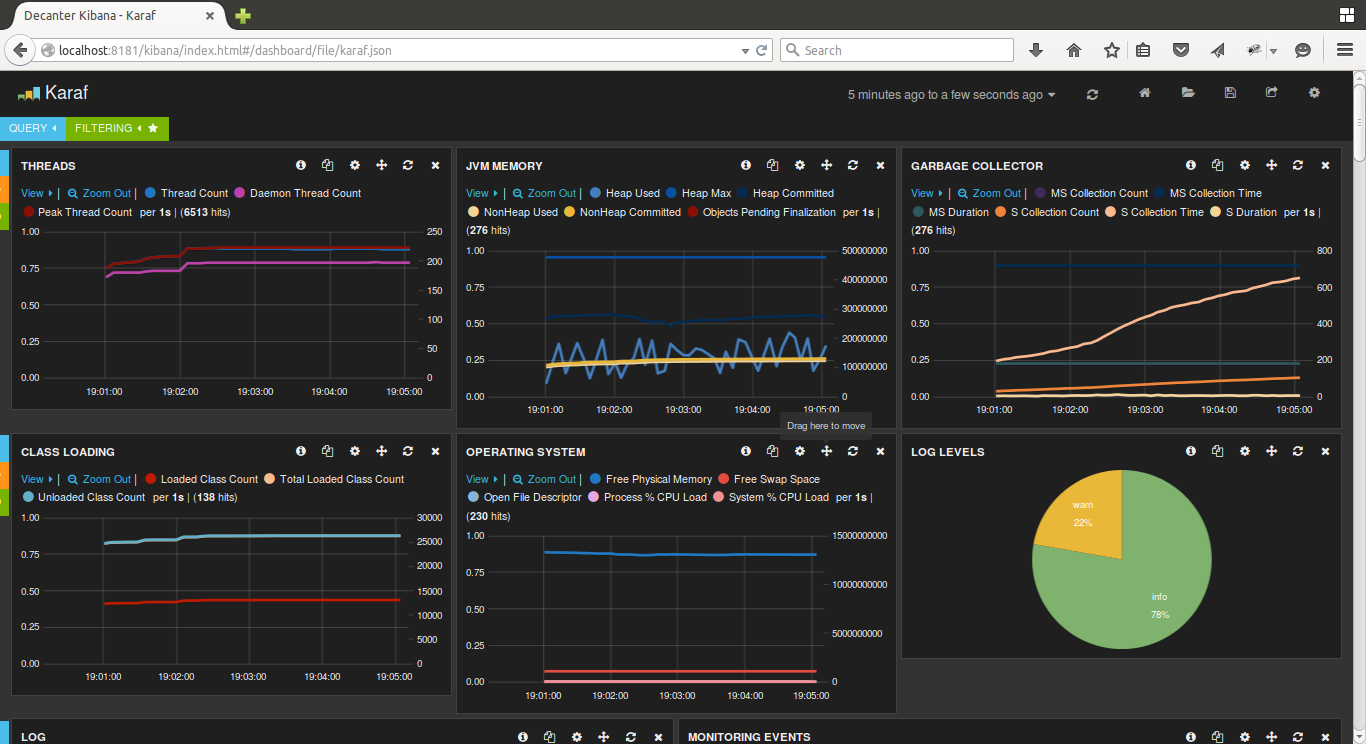 Decanter Kibana - Karaf
localhost:8181/kibana/index.html#/dashboard/file/karaf.json
Search
Karaf
5 minutes ago to a few seconds ago
QUERY
FILTERING
THREADS
View | Zoom Out | Thread Count Daemon Thread Count
Peak Thread Count per 1s | (6513 hits)
1.00
0.75
0.50
0.25
0.00
250
200
150
100
50
0
19:01:00 19:02:00 19:03:00 19:04:00 19:05:00
JVM MEMORY
View | Zoom Out | Heap Used Heap Max Heap Committed
NonHeap Used NonHeap Committed Objects Pending Finalization per 1s |
(276 hits)
1.00
0.75
0.50
0.25
0.00
500000000
400000000
300000000
200000000
100000000
0
19:01:00 19:02:00 19:03:00 19:04:00 19:05:00
GARBAGE COLLECTOR
View | Zoom Out | MS Collection Count MS Collection Time
MS Duration S Collection Count S Collection Time S Duration per 1s |
(276 hits)
1.00
0.75
0.50
0.25
0.00
800
600
400
200
0
19:01:00 19:02:00 19:03:00 19:04:00 19:05:00
Drag here to move
CLASS LOADING
View | Zoom Out | Loaded Class Count Total Loaded Class Count
Unloaded Class Count per 1s | (138 hits)
1.00
0.75
0.50
0.25
0.00
30000
25000
20000
15000
10000
5000
0
19:01:00 19:02:00 19:03:00 19:04:00 19:05:00
OPERATING SYSTEM
View | Zoom Out | Free Physical Memory Free Swap Space
Open File Descriptor Process % CPU Load System % CPU Load per 1s |
(230 hits)
1.00
0.75
0.50
0.25
0.00
15000000000
10000000000
5000000000
0
19:01:00 19:02:00 19:03:00 19:04:00 19:05:00
LOG LEVELS
warn
22%
info
78%
LOG
MONITORING EVENTS